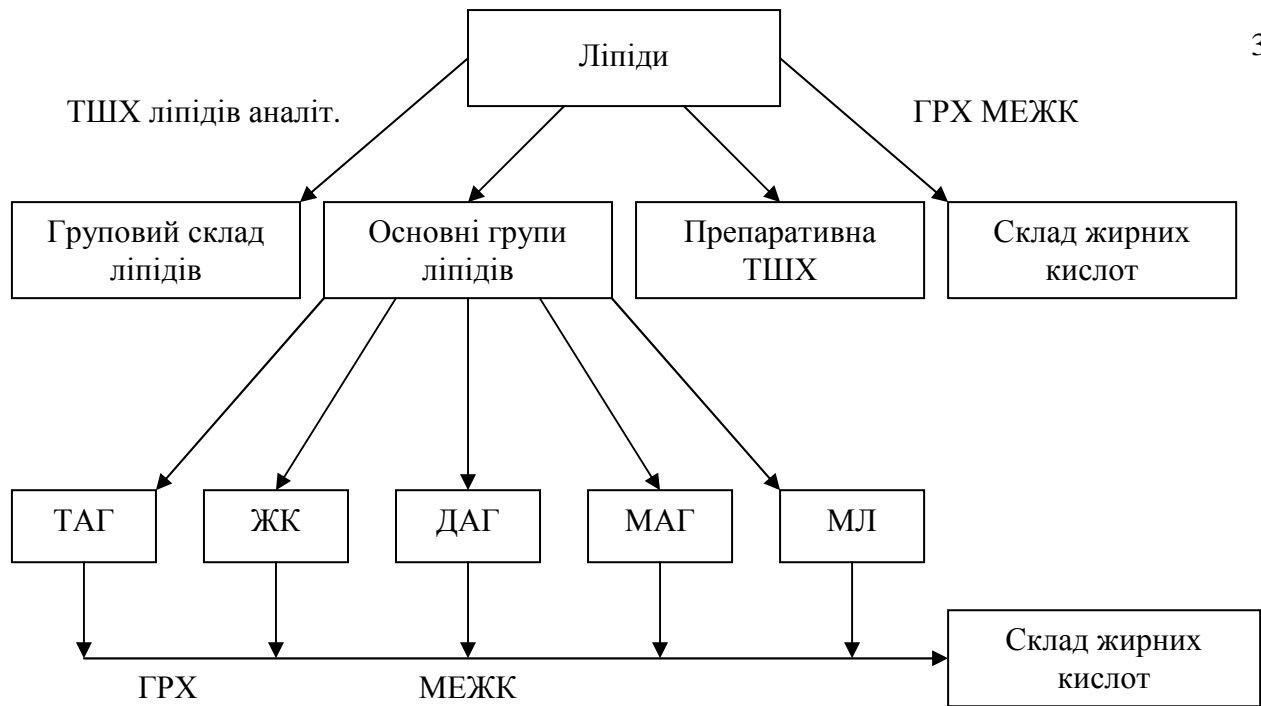 Ліпіди
ТШХ ліпідів аналіт.
ГРХ МЕЖК
Груповий склад
ліпідів
Основні групи
ліпідів
Препаративна
ТШХ
Склад жирних
кислот
ТАГ
ЖК
ДАГ
МАГ
МЛ
Склад жирних
кислот
ГРХ
МЕЖК